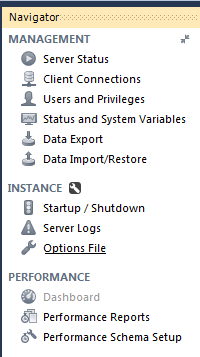 Navigator
MANAGEMENT
Server Status
Client Connections
Users and Privileges
Status and System Variables
Data Export
Data Import/Restore
INSTANCE
Startup / Shutdown
Server Logs
Options File
PERFORMANCE
Dashboard
Performance Reports
Performance Schema Setup